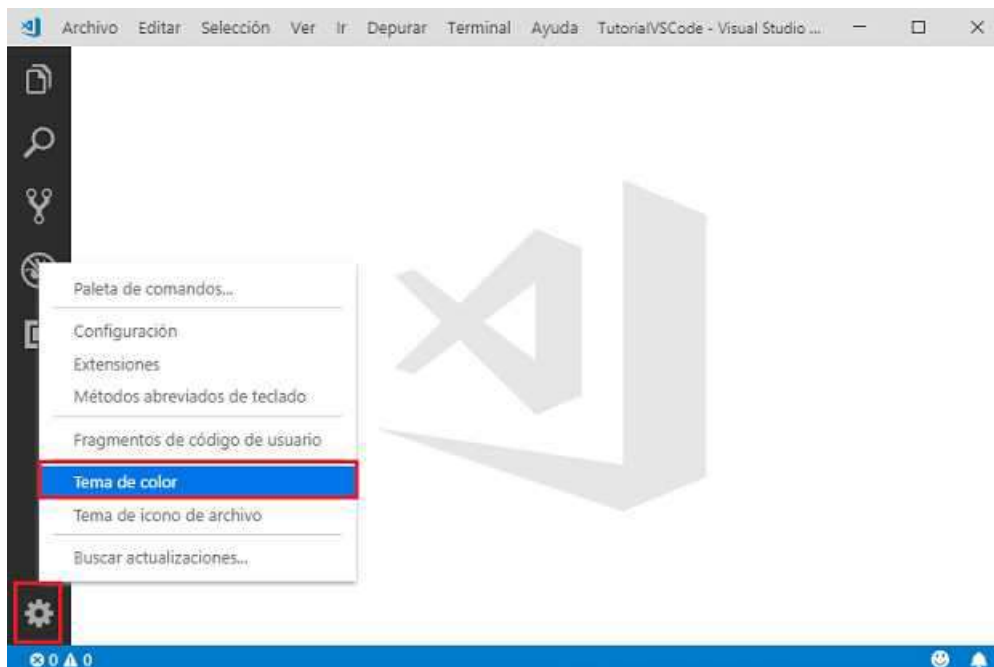 Archivo Editar Selección Ver Ir Depurar Terminal Ayuda TutorialVSCode - Visual Studio ...
Paleta de comandos...
Configuración
Extensiones
Métodos abreviados de teclado
Fragmentos de código de usuario
Tema de color
Tema de icono de archivo
Buscar actualizaciones...
0 0